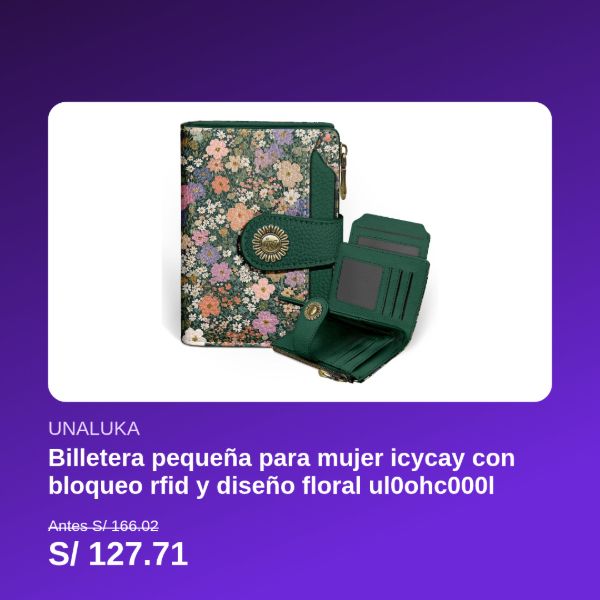 UNALUKA
Billetera pequeña para mujer icycay con
bloqueo rfid y diseño floral ul0ohc000l
Antes S/ 166.02
S/ 127.71